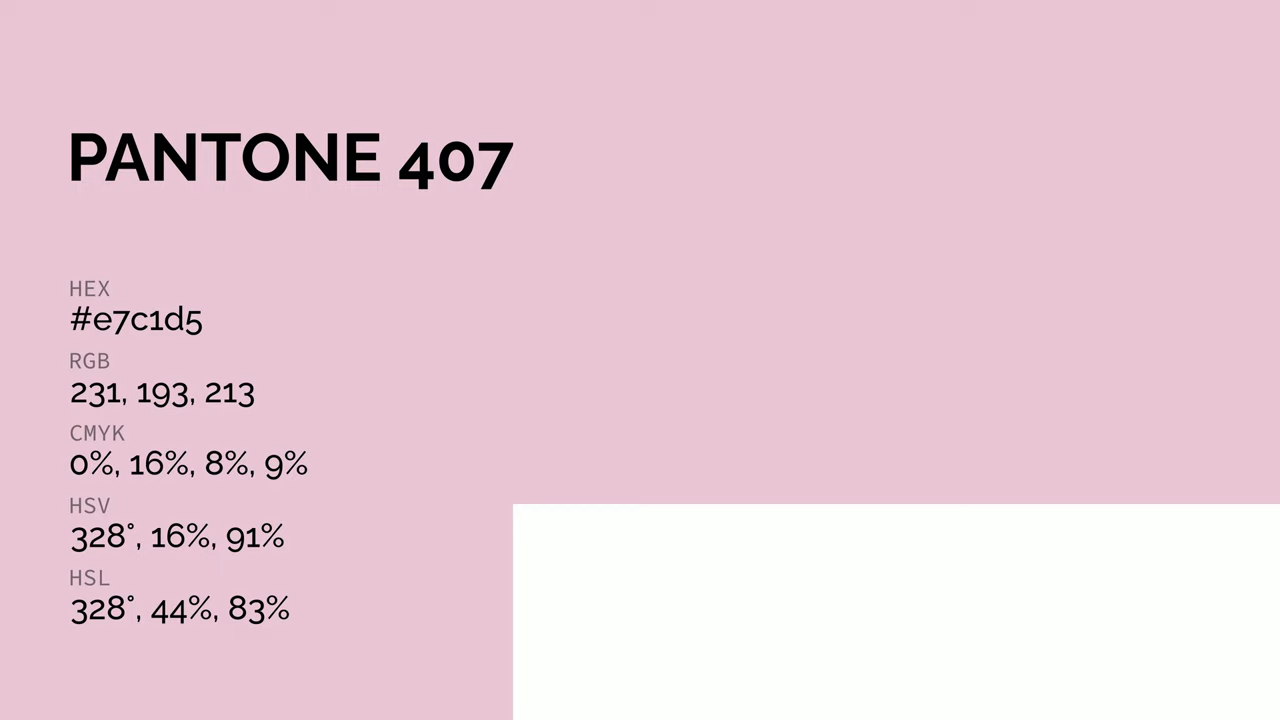 PANTONE 407
HEX
#e7c1d5
RGB
231, 193, 213
CMYK
0%, 16%, 8%, 9%
HSV
328°, 16%, 91%
HSL
328°, 44%, 83%